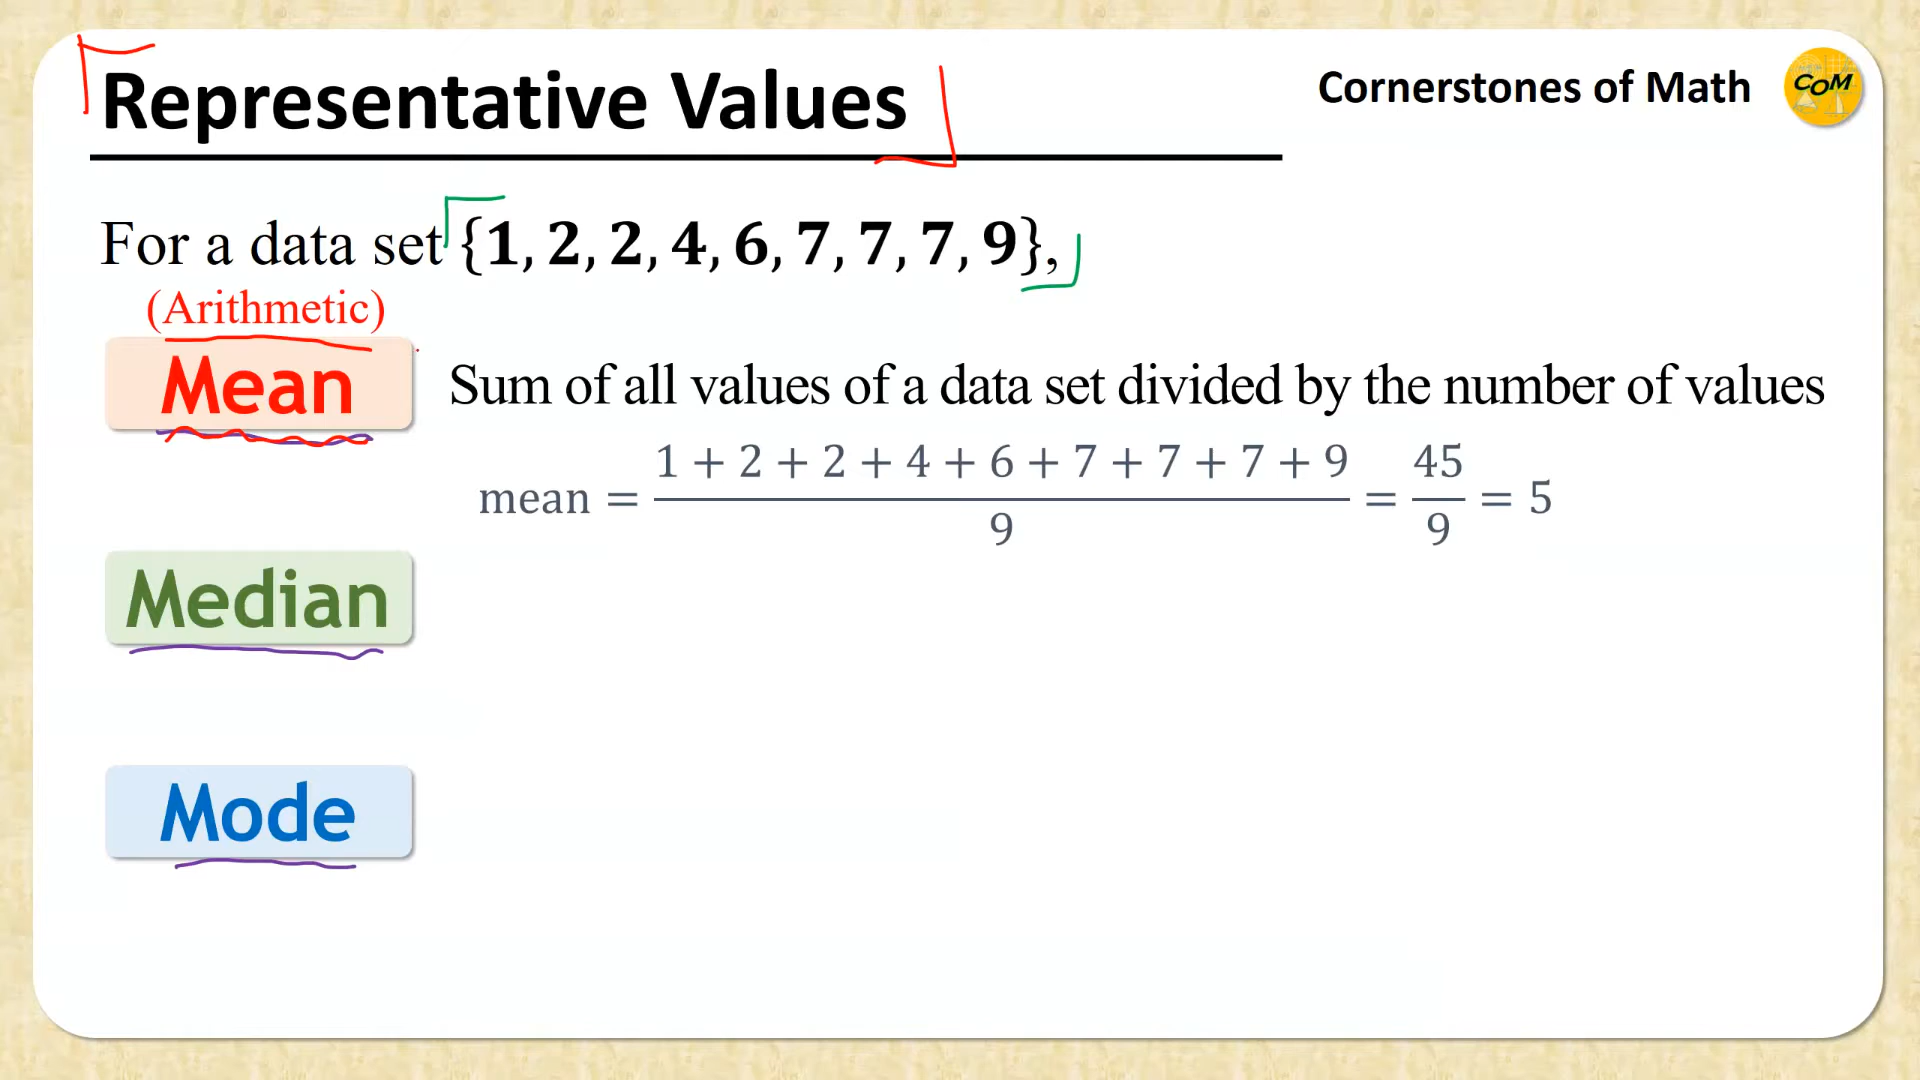 Representative Values
Cornerstones of Math
COM
For a data set {1, 2, 2, 4, 6, 7, 7, 7, 9},
(Arithmetic)
Mean
Sum of all values of a data set divided by the number of values
mean = (1 + 2 + 2 + 4 + 6 + 7 + 7 + 7 + 9)/9 = 45/9 = 5
Median
Mode